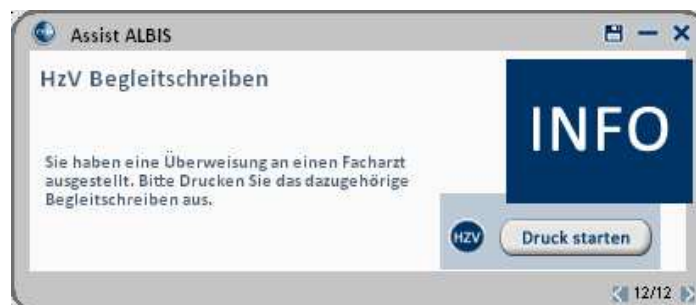 Assist ALBIS
HzV Begleitschreiben
INFO
Sie haben eine Überweisung an einen Facharzt
ausgestellt. Bitte Drucken Sie das dazugehörige
Begleitschreiben aus.
HZV
Druck starten
12/12